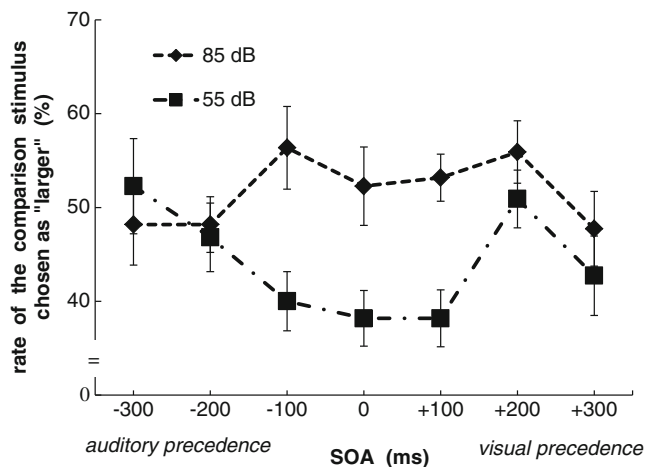 70
60
50
40
=
0
rate of the comparison stimulus
chosen as "larger" (%)
85 dB
55 dB
-300 -200 -100 0 +100 +200 +300
auditory precedence SOA (ms) visual precedence